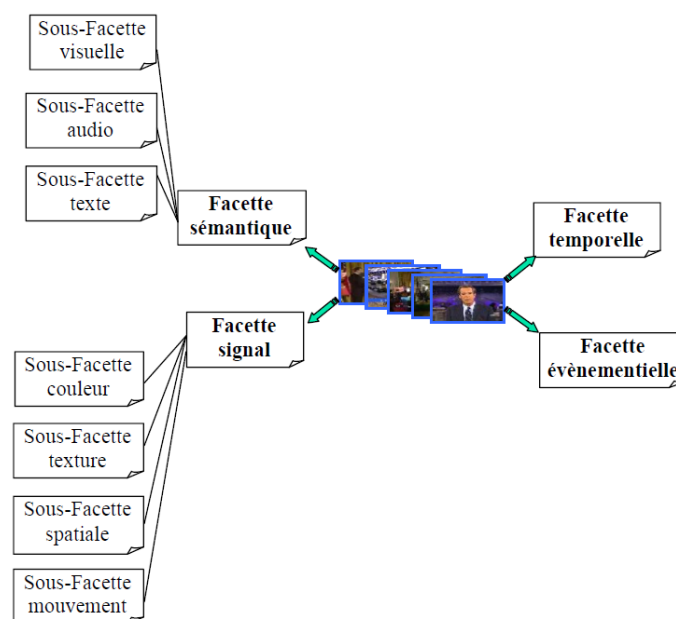 Sous-Facette
visuelle
Sous-Facette
audio
Sous-Facette
texte
Facette
sémantique
Facette
temporelle
Facette
signal
Facette
évènementielle
Sous-Facette
couleur
Sous-Facette
texture
Sous-Facette
spatiale
Sous-Facette
mouvement